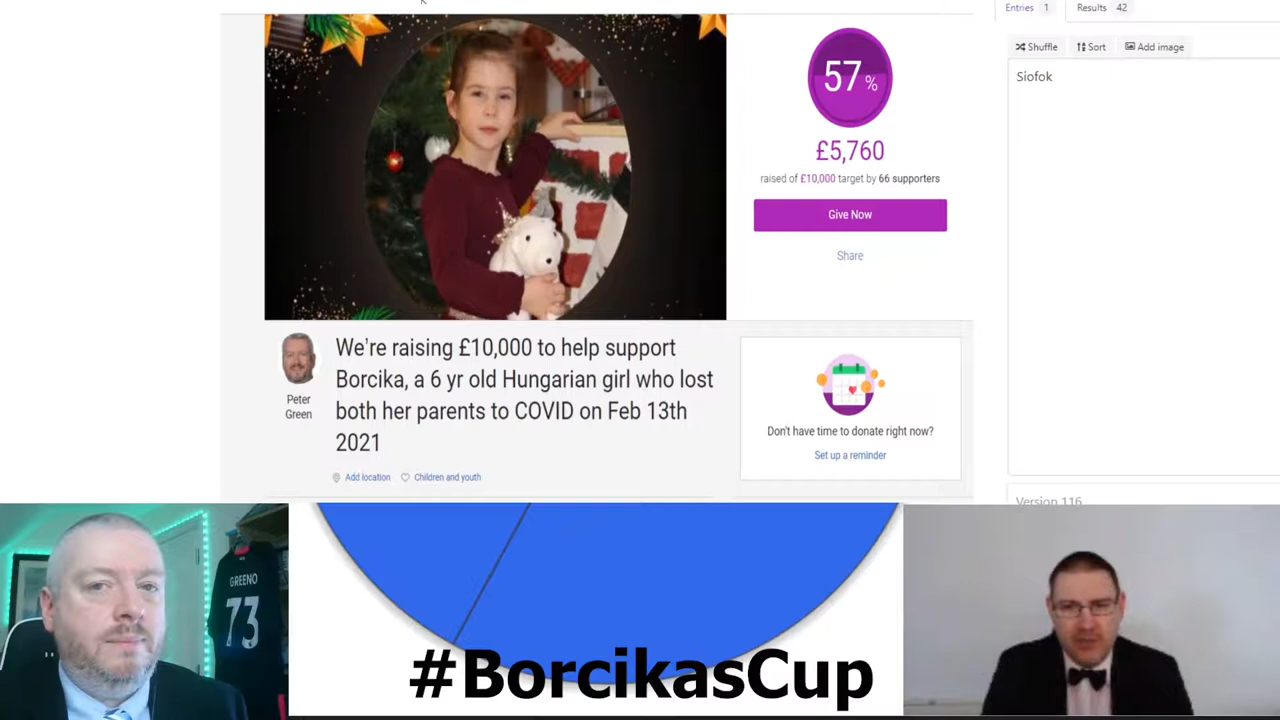 Entries 1
Results 42
Shuffle
Sort
Add image
Siofok
57 %
£5,760
raised of £10,000 target by 66 supporters
Give Now
Share
Peter
Green
We're raising £10,000 to help support
Borcika, a 6 yr old Hungarian girl who lost
both her parents to COVID on Feb 13th
2021
Add location
Children and youth
Don't have time to donate right now?
Set up a reminder
Version 116
GREENO
73
#BorcikasCup